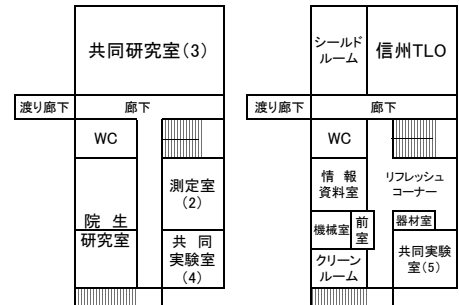 共同研究室(3)
渡り廊下
廊下
WC
測定室
(2)
院 生
研究室
共 同
実験室
(4)
シールド
ルーム
信州TLO
渡り廊下
廊下
WC
情 報
資料室
リフレッシュ
コーナー
機械室
前
室
器材室
クリーン
ルーム
共同実験
室(5)